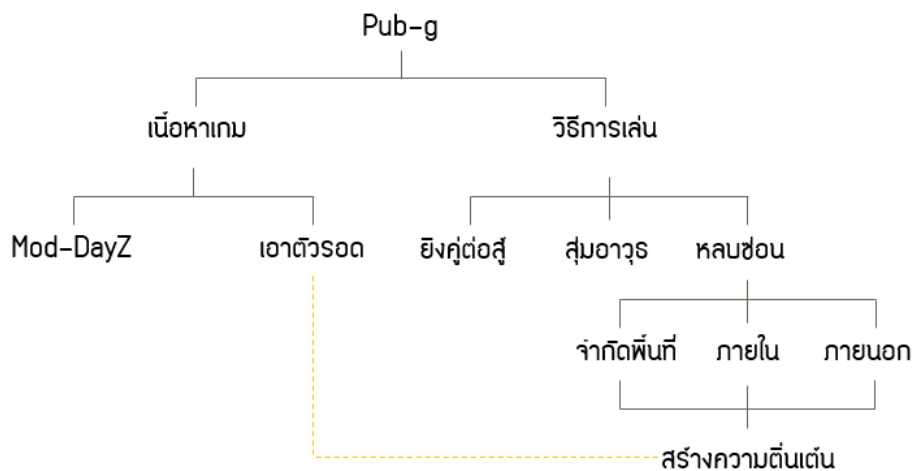 Pub-g
เนื้อหาเกม วิธีการเล่น
Mod-DayZ เอาตัวรอด ยิงคู่ต่อสู้ สุ่มอาวุธ หลบซ่อน
จำกัดพื้นที่ ภายใน ภายนอก
สร้างความตื่นเต้น